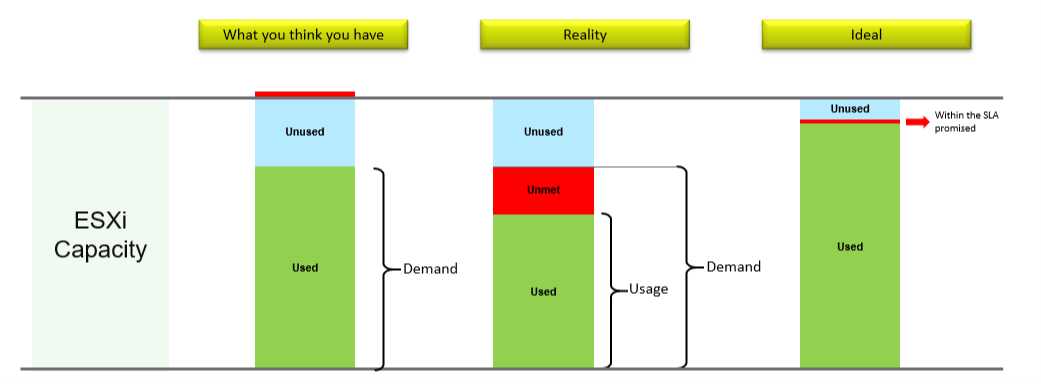 What you think you have
Reality
Ideal
Unused
Unused
Unused
Within the SLA
promised
Unmet
ESXi
Capacity
Used
Demand
Used
Usage
Demand
Used